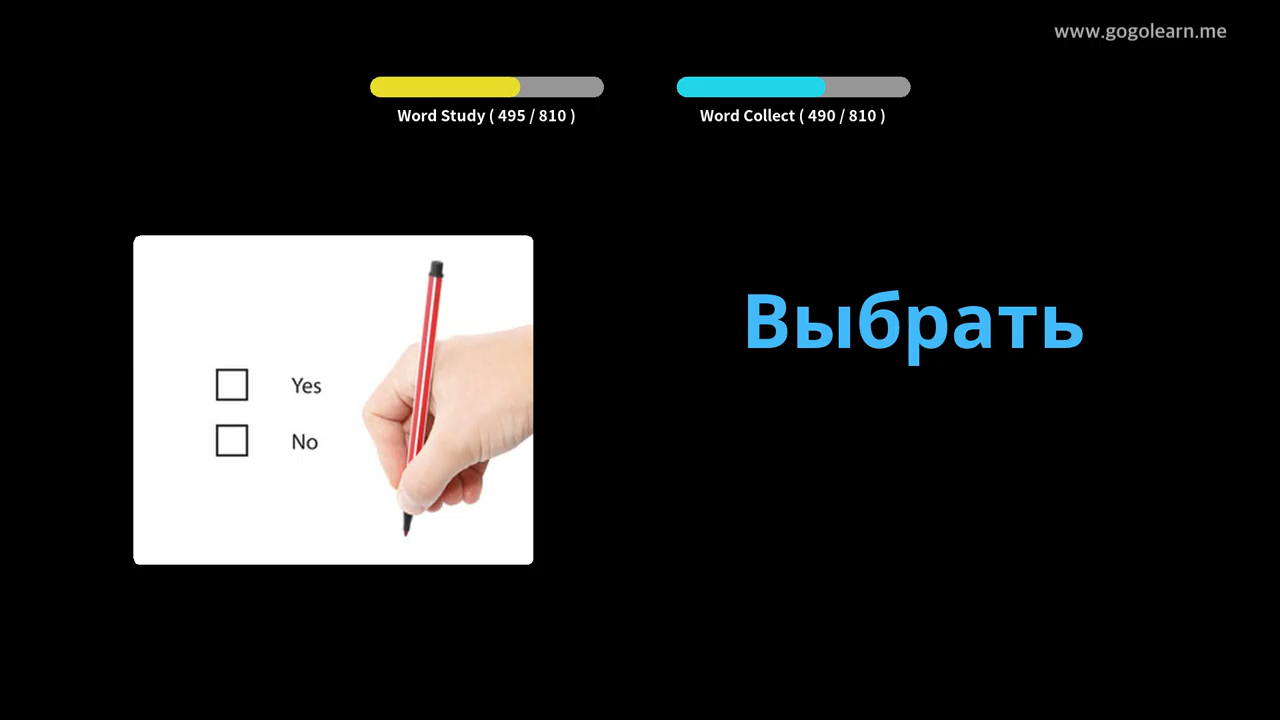 www.gogolearn.me
Word Study ( 495 / 810 )
Word Collect ( 490 / 810 )
Выбрать
Yes
No